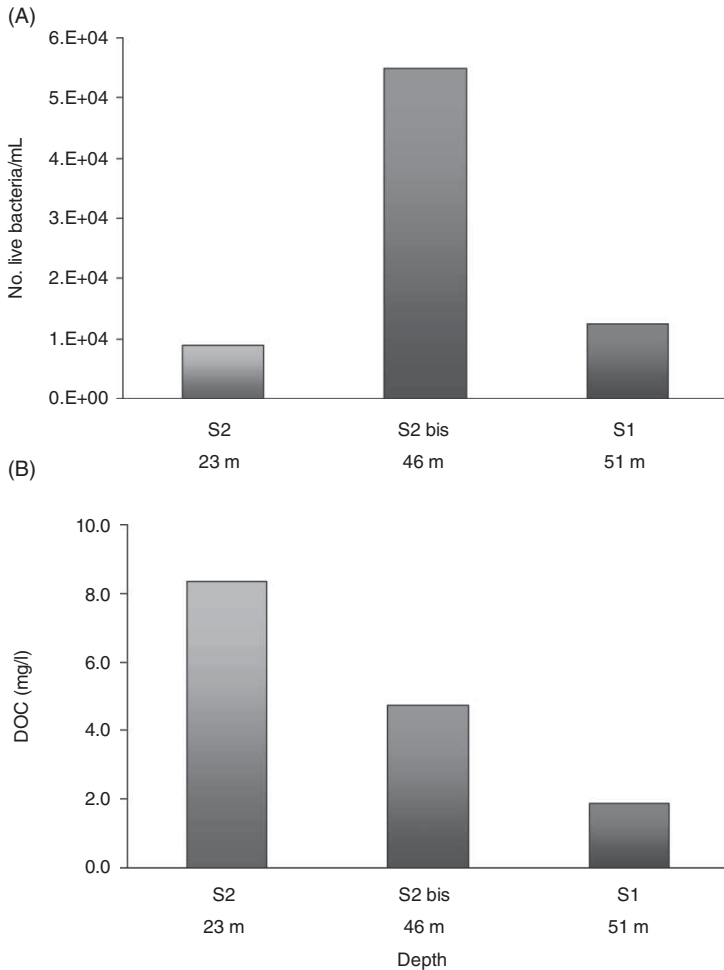 (A)
No. live bacteria/mL
6.E+04
5.E+04
4.E+04
3.E+04
2.E+04
1.E+04
0.E+00
S2 S2 bis S1
23 m 46 m 51 m
(B)
DOC (mg/l)
10.0
8.0
6.0
4.0
2.0
0.0
S2 S2 bis S1
23 m 46 m 51 m
Depth